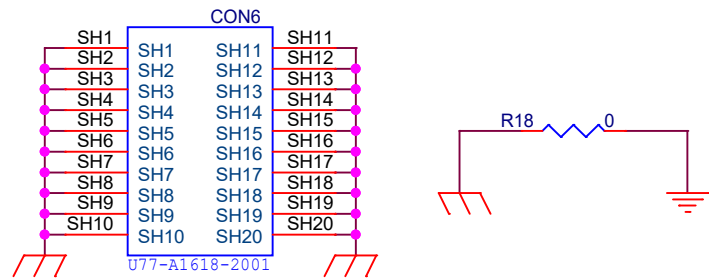 CON6
SH1 SH1 SH11 SH11
SH2 SH2 SH12 SH12
SH3 SH3 SH13 SH13
SH4 SH4 SH14 SH14
SH5 SH5 SH15 SH15
SH6 SH6 SH16 SH16
SH7 SH7 SH17 SH17
SH8 SH8 SH18 SH18
SH9 SH9 SH19 SH19
SH10 SH10 SH20 SH20
U77-A1618-2001
R18 0